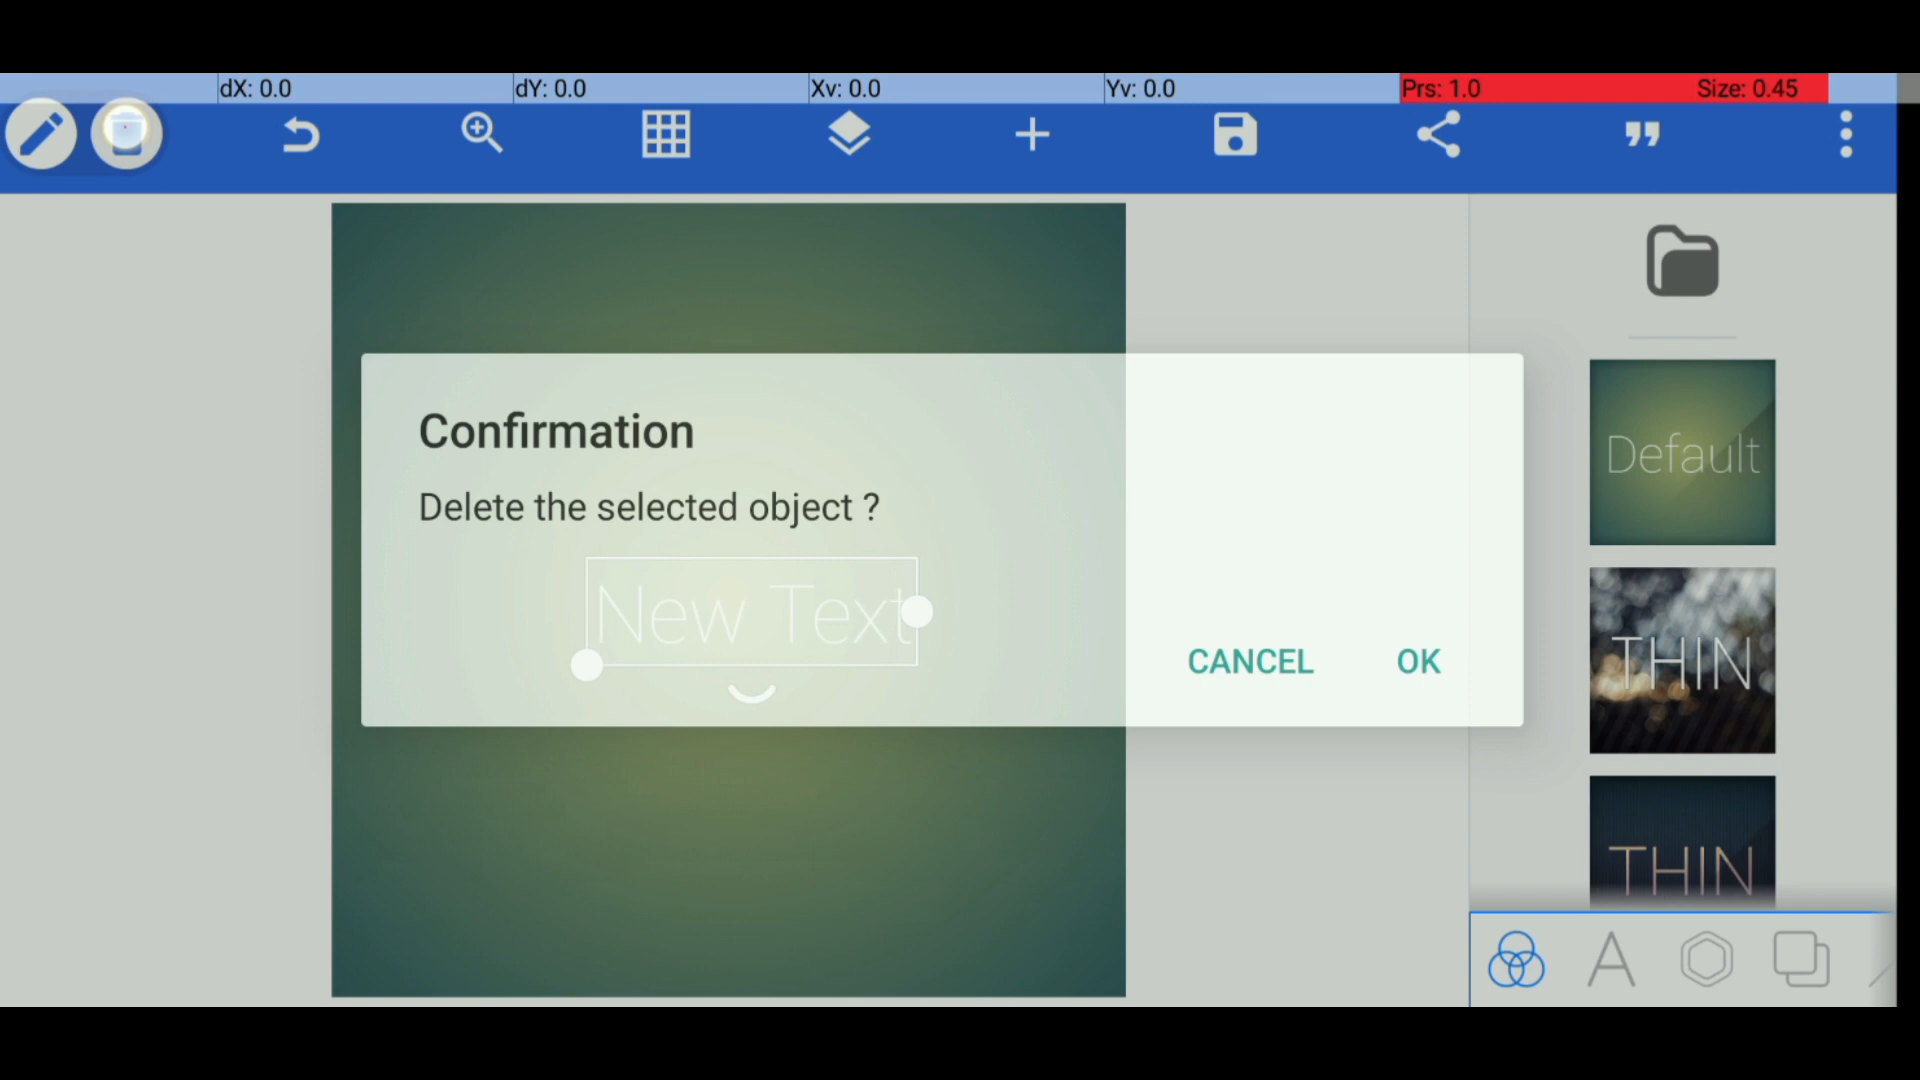 dX: 0.0 dY: 0.0 Xv: 0.0 Yv: 0.0 Prs: 1.0 Size: 0.45
Confirmation
Delete the selected object ?
New Text
CANCEL OK
Default
THIN
THIN